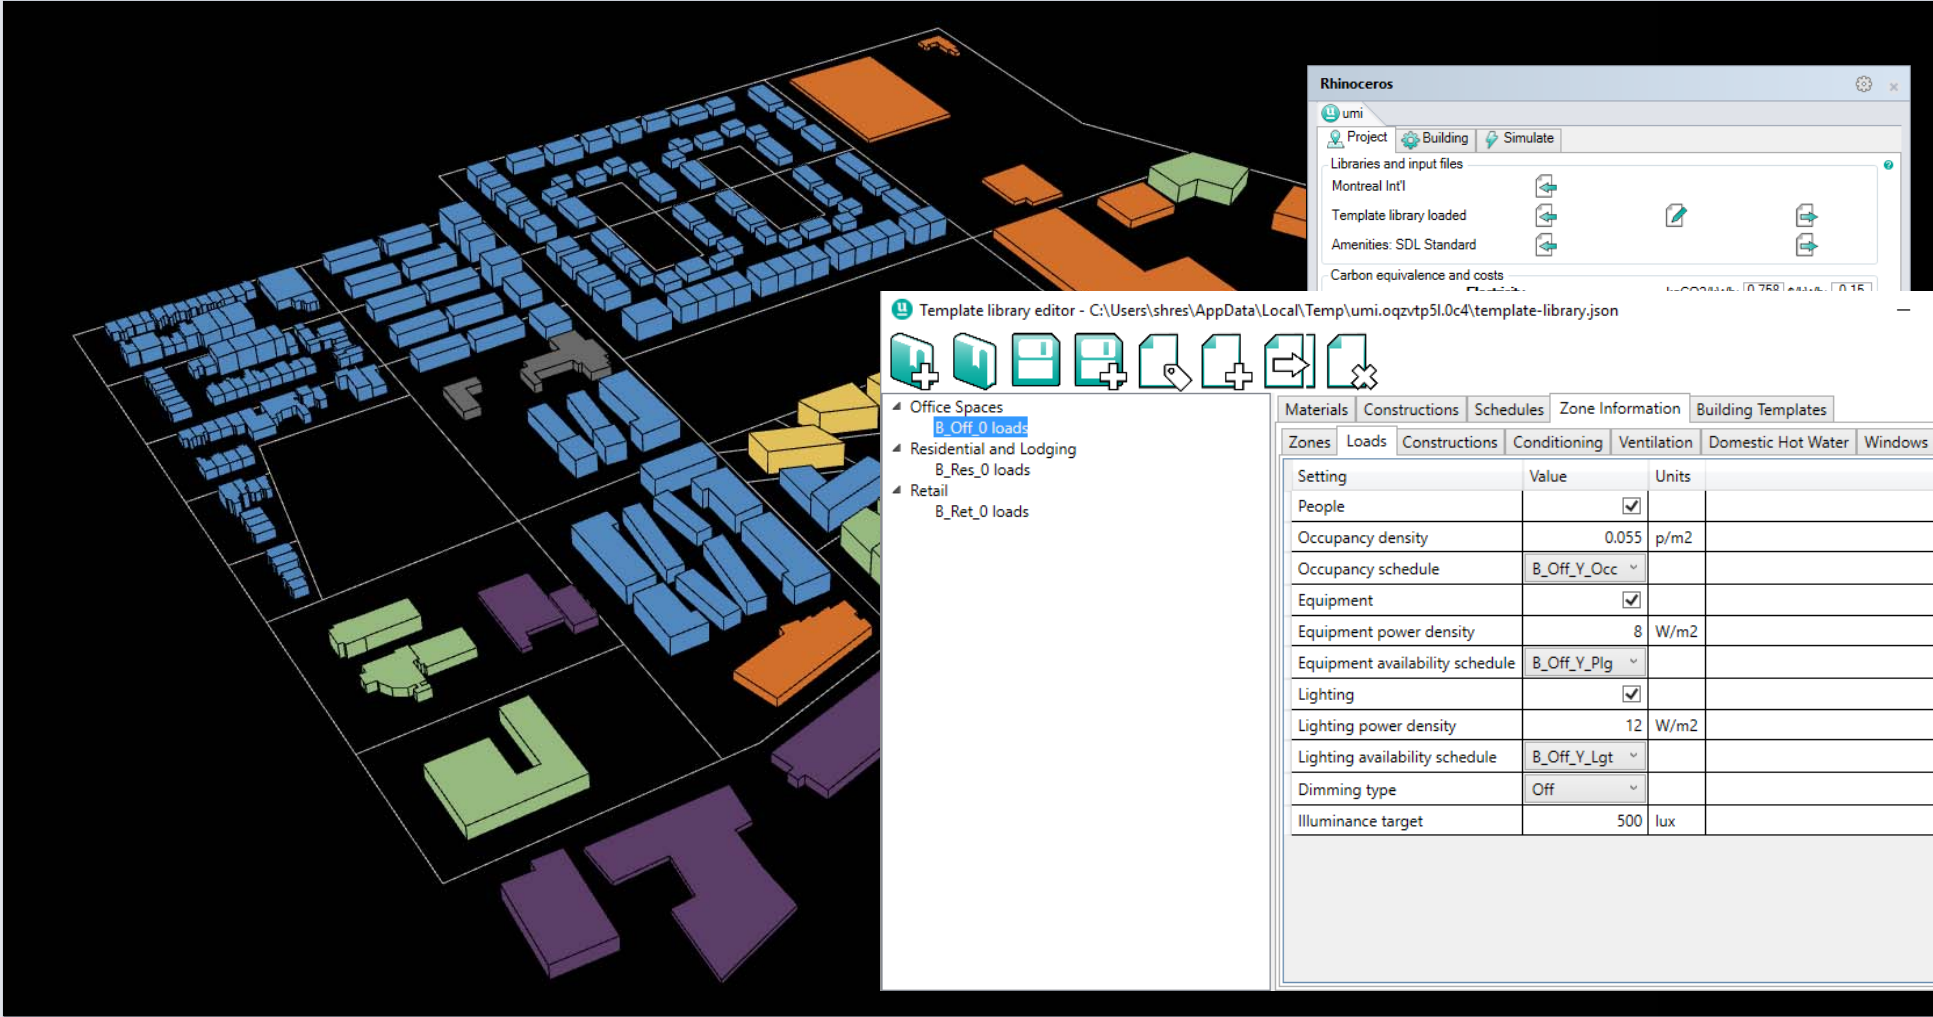 Rhinoceros
umi
Project Building Simulate
Libraries and input files
Montreal Int'l
Template library loaded
Amenities: SDL Standard
Carbon equivalence and costs
Template library editor - C:\Users\shres\AppData\Local\Temp\umi.oqzvtp5l.0c4\template-library.json
Office Spaces
B_Off_0 loads
Residential and Lodging
B_Res_0 loads
Retail
B_Ret_0 loads
Materials Constructions Schedules Zone Information Building Templates
Zones Loads Constructions Conditioning Ventilation Domestic Hot Water Windows
Setting Value Units
People
Occupancy density 0.055 p/m2
Occupancy schedule B_Off_Y_Occ
Equipment
Equipment power density 8 W/m2
Equipment availability schedule B_Off_Y_Plg
Lighting
Lighting power density 12 W/m2
Lighting availability schedule B_Off_Y_Lgt
Dimming type Off
Illuminance target 500 lux